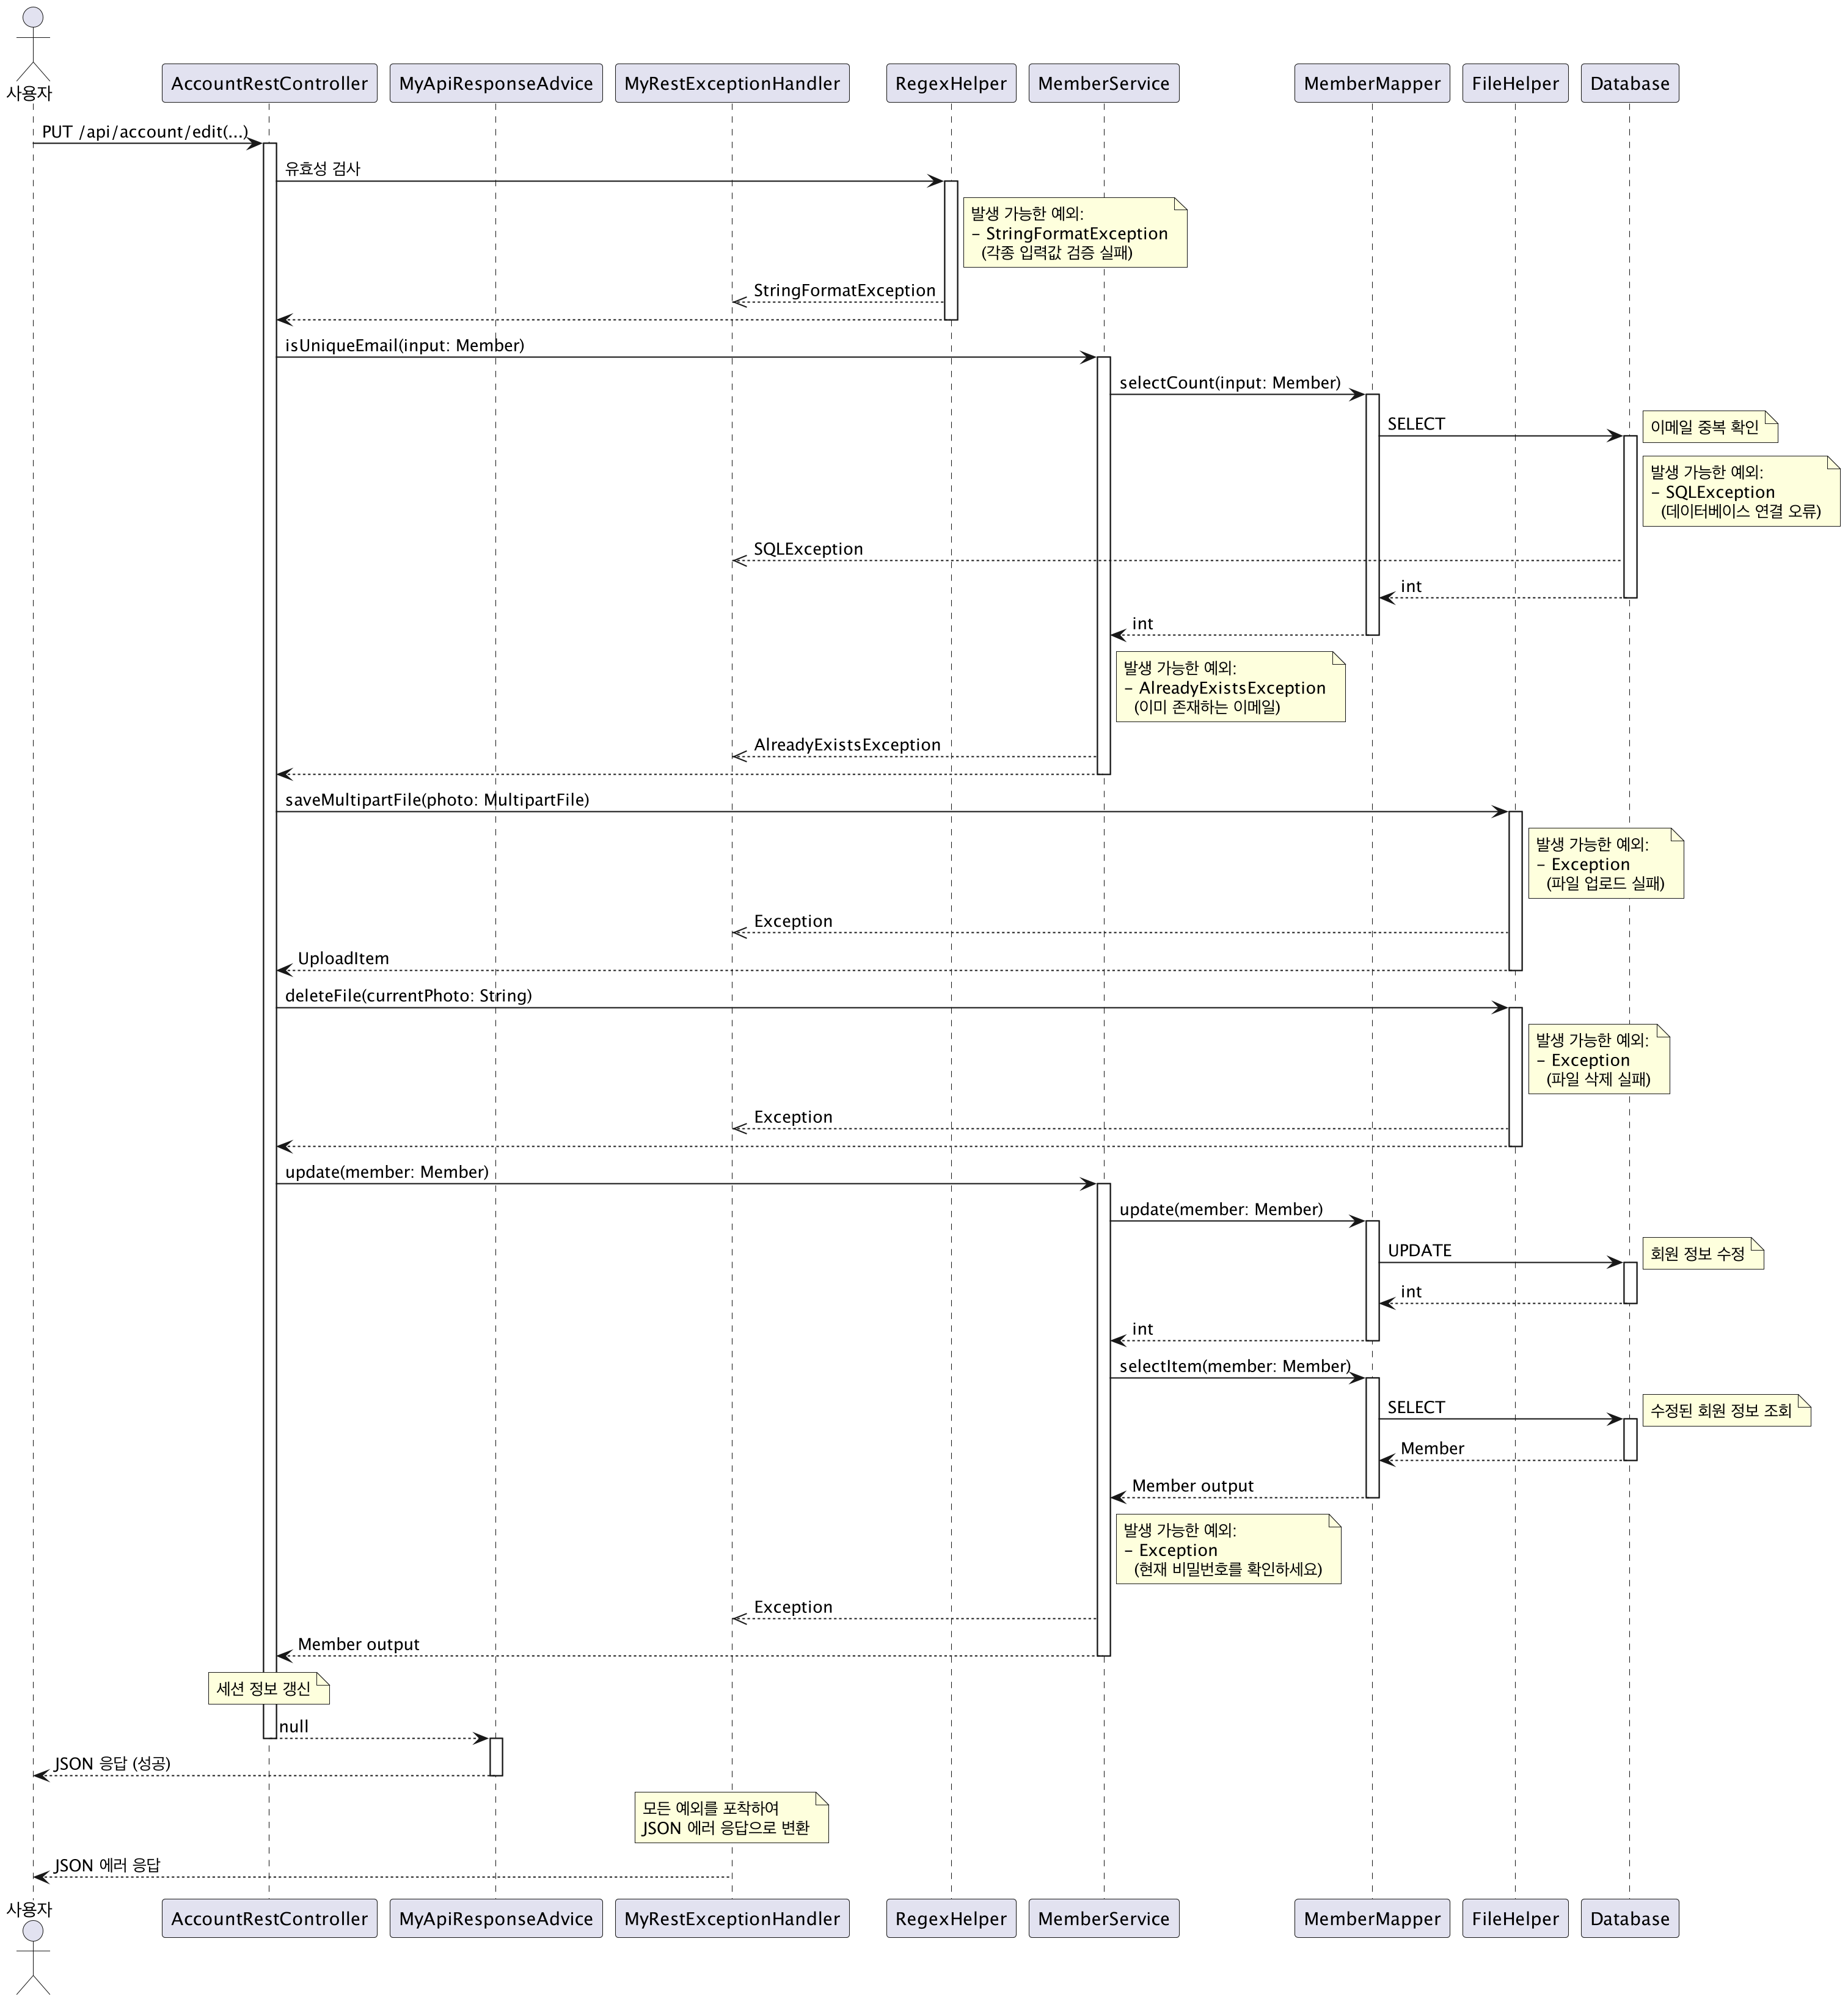 사용자
AccountRestController
MyApiResponseAdvice
MyRestExceptionHandler
RegexHelper
MemberService
MemberMapper
FileHelper
Database
PUT /api/account/edit(...)
유효성 검사
발생 가능한 예외:
- StringFormatException
(각종 입력값 검증 실패)
StringFormatException
isUniqueEmail(input: Member)
selectCount(input: Member)
SELECT
이메일 중복 확인
발생 가능한 예외:
- SQLException
(데이터베이스 연결 오류)
SQLException
int
int
발생 가능한 예외:
- AlreadyExistsException
(이미 존재하는 이메일)
AlreadyExistsException
saveMultipartFile(photo: MultipartFile)
발생 가능한 예외:
- Exception
(파일 업로드 실패)
Exception
UploadItem
deleteFile(currentPhoto: String)
발생 가능한 예외:
- Exception
(파일 삭제 실패)
Exception
update(member: Member)
update(member: Member)
UPDATE
회원 정보 수정
int
int
selectItem(member: Member)
SELECT
수정된 회원 정보 조회
Member
Member output
발생 가능한 예외:
- Exception
(현재 비밀번호를 확인하세요)
Exception
Member output
세션 정보 갱신
null
JSON 응답 (성공)
모든 예외를 포착하여
JSON 에러 응답으로 변환
JSON 에러 응답
사용자
AccountRestController
MyApiResponseAdvice
MyRestExceptionHandler
RegexHelper
MemberService
MemberMapper
FileHelper
Database